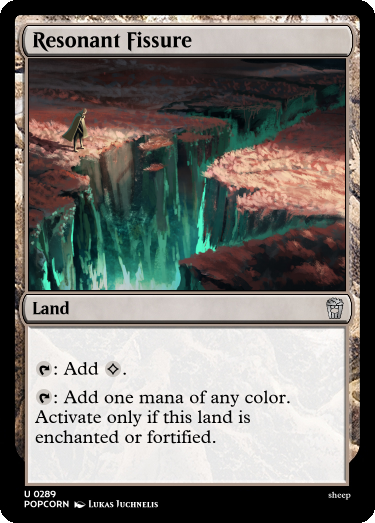 Resonant Fissure
Land
: Add .
: Add one mana of any color.
Activate only if this land is
enchanted or fortified.
U 0289
POPCORN Lukas Juchnelis
sheep